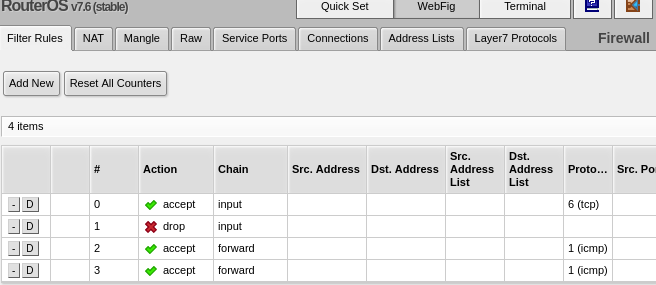 RouterOS v7.6 (stable)
Quick Set WebFig Terminal
Filter Rules NAT Mangle Raw Service Ports Connections Address Lists Layer7 Protocols Firewall
Add New Reset All Counters
4 items
# Action Chain Src. Address Dst. Address Src. Address List Dst. Address List Proto... Src. Po
- D 0 accept input 6 (tcp)
- D 1 drop input
- D 2 accept forward 1 (icmp)
- D 3 accept forward 1 (icmp)